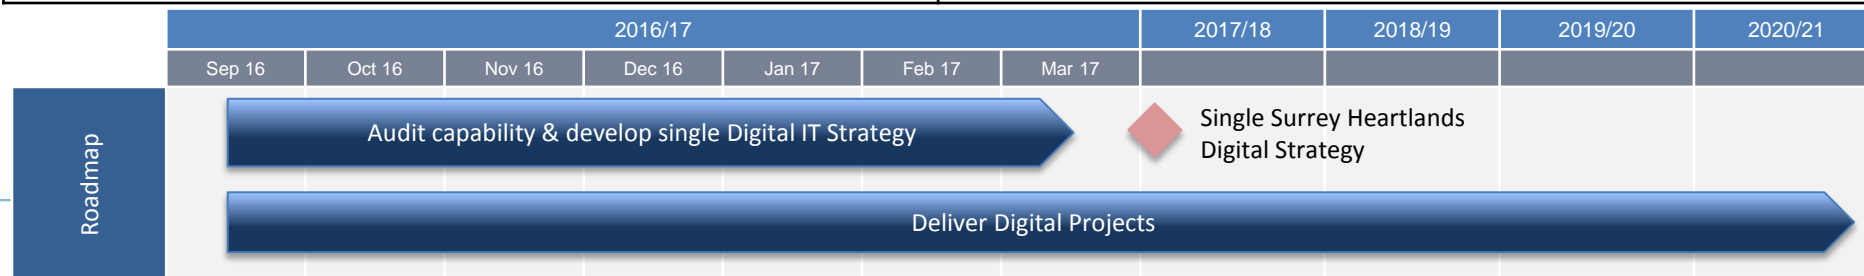 2016/17 2017/18 2018/19 2019/20 2020/21
Sep 16 Oct 16 Nov 16 Dec 16 Jan 17 Feb 17 Mar 17
Roadmap
Audit capability & develop single Digital IT Strategy
Single Surrey Heartlands
Digital Strategy
Deliver Digital Projects